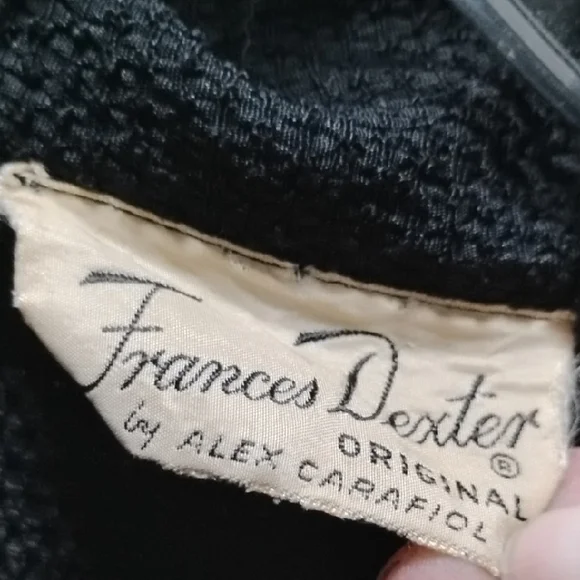 Frances Dexter
ORIGINAL ®
by ALEX CARAFIOL